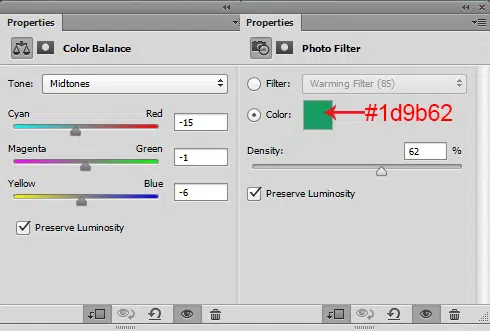 Properties
Color Balance
Tone: Midtones
Cyan Red -15
Magenta Green -1
Yellow Blue -6
Preserve Luminosity
Properties
Photo Filter
Filter: Warming Filter (85)
Color: #1d9b62
Density: 62 %
Preserve Luminosity